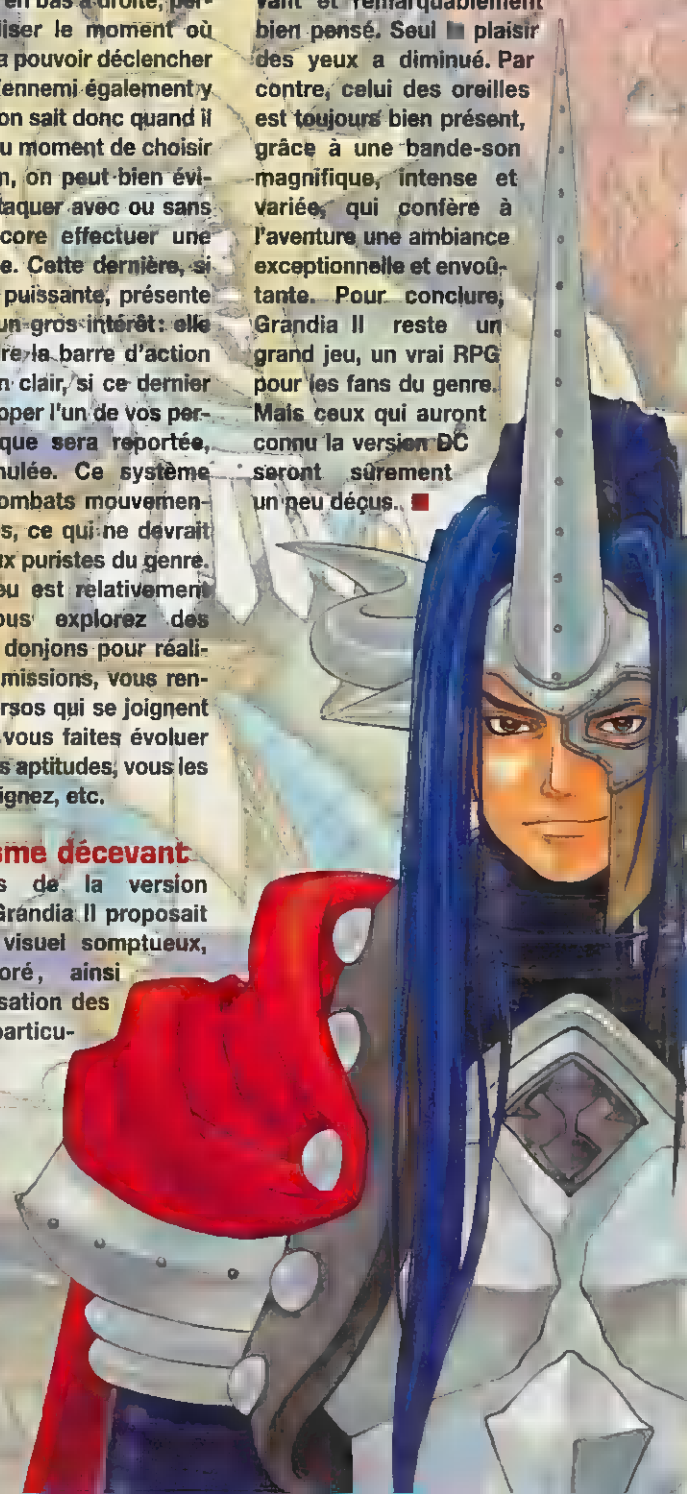 en bas à droite, per-
liser le moment où
a pouvoir déclencher
'ennemi également y
on sait donc quand il
u moment de choisir
n, on peut bien évi-
taquer avec ou sans
core effectuer une
e. Cette dernière, si
puissante, présente
un gros intérêt : elle
re la barre d'action
n clair, si ce dernier
pper l'un de vos per-
que sera reportée,
nulée. Ce système
ombats mouvemen-
s, ce qui ne devrait
ux puristes du genre.
eu est relativement
ous explorez des
donjons pour réali-
missions, vous ren-
rsos qui se joignent
vous faites évoluer
s aptitudes, vous les
ignez, etc.
sme décevant
s de la version
Grandia II proposait
visuel somptueux,
oré, ainsi
sation des
particu-
vant et remarquablement
bien pensé. Seul le plaisir
des yeux a diminué. Par
contre, celui des oreilles
est toujours bien présent,
grâce à une bande-son
magnifique, intense et
variée, qui confère à
l'aventure une ambiance
exceptionnelle et envoû-
tante. Pour conclure,
Grandia II reste un
grand jeu, un vrai RPG
pour les fans du genre.
Mais ceux qui auront
connu la version DC
seront sûrement
un peu déçus.